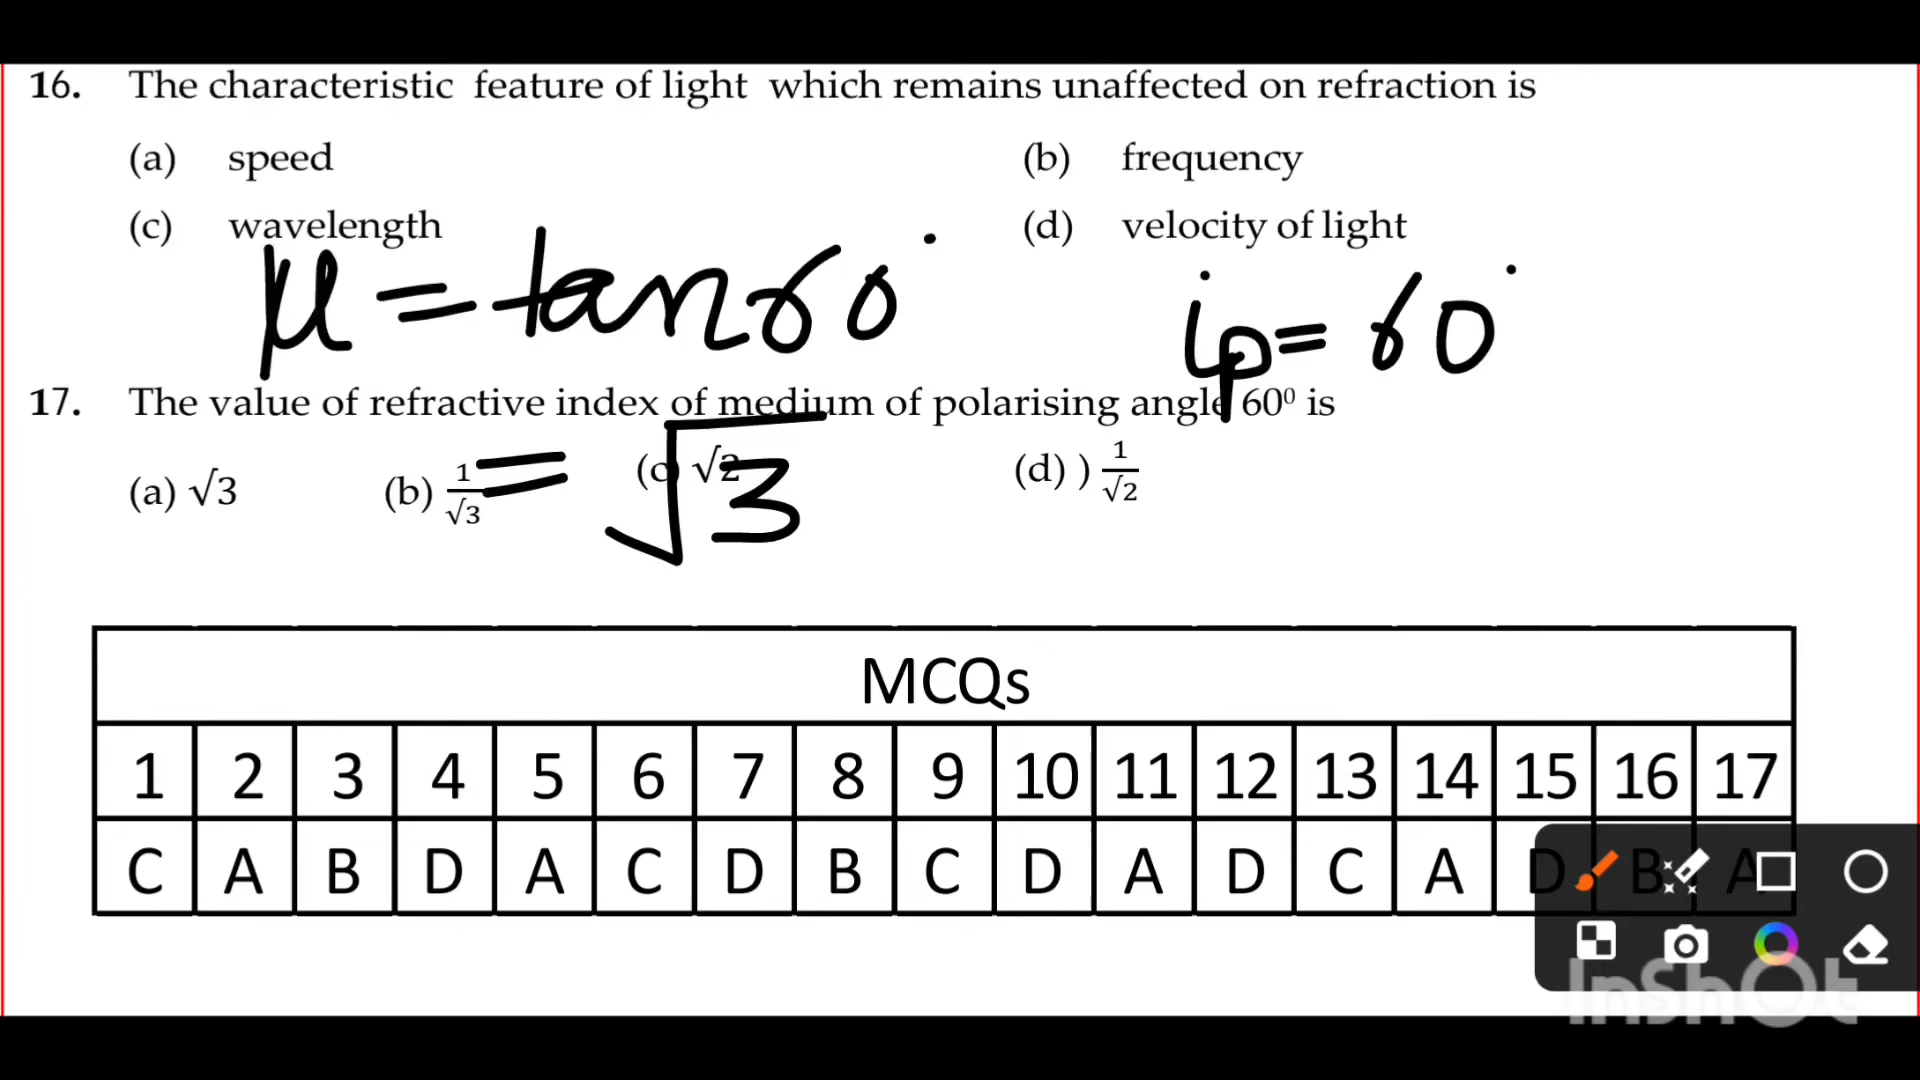 16. The characteristic feature of light which remains unaffected on refraction is
(a) speed (b) frequency
(c) wavelength (d) velocity of light
μ = tan60° ip = 60°
17. The value of refractive index of medium of polarising angle 60⁰ is
(a) √3 (b) 1/√3 (c) √2 (d) ) 1/√2
= √3
MCQs
1 2 3 4 5 6 7 8 9 10 11 12 13 14 15 16 17
C A B D A C D B C D A D C A D B A
InShOt